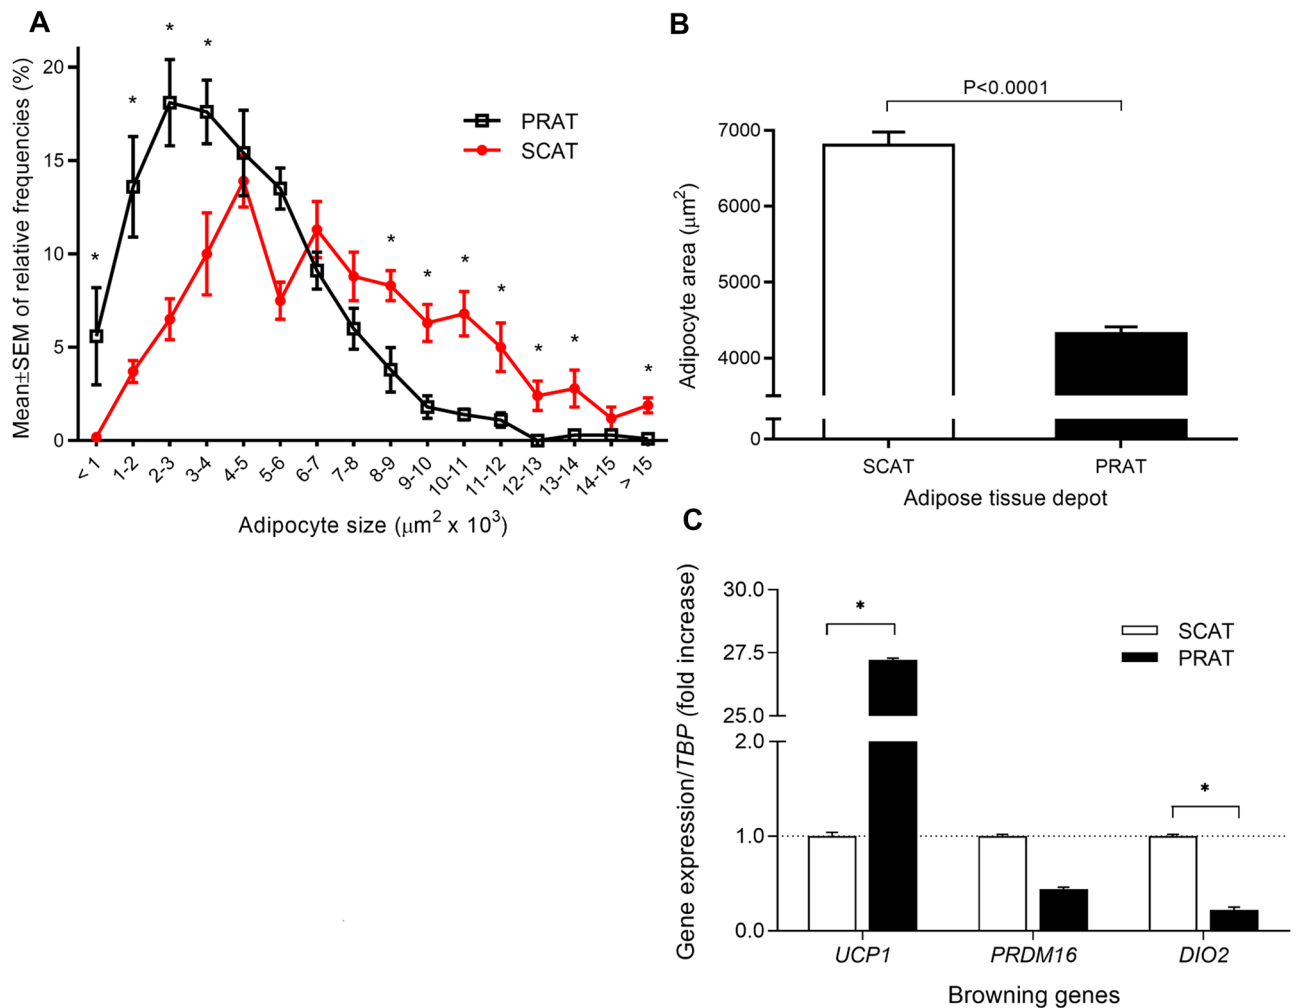 A
Mean±SEM of relative frequencies (%)
20
15
10
5
0
*
*
*
*
*
*
*
*
*
*
*
PRAT
SCAT
< 1
1-2
2-3
3-4
4-5
5-6
6-7
7-8
8-9
9-10
10-11
11-12
12-13
13-14
14-15
> 15
Adipocyte size (μm² x 10³)
B
P<0.0001
Adipocyte area (μm²)
7000
6000
5000
4000
0
SCAT
PRAT
Adipose tissue depot
C
Gene expression/TBP (fold increase)
30.0
27.5
25.0
2.0
1.0
0.0
*
*
SCAT
PRAT
UCP1
PRDM16
DIO2
Browning genes